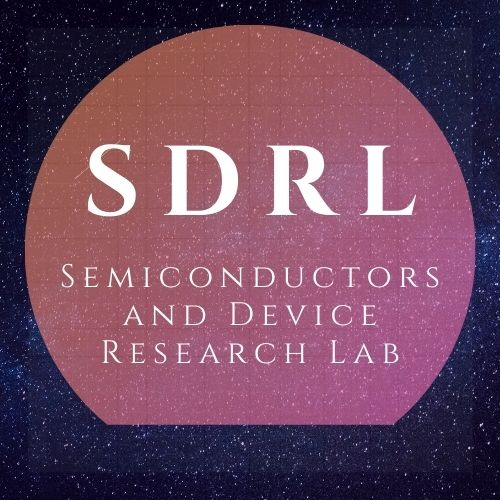 SDRL
Semiconductors
and Device
Research Lab